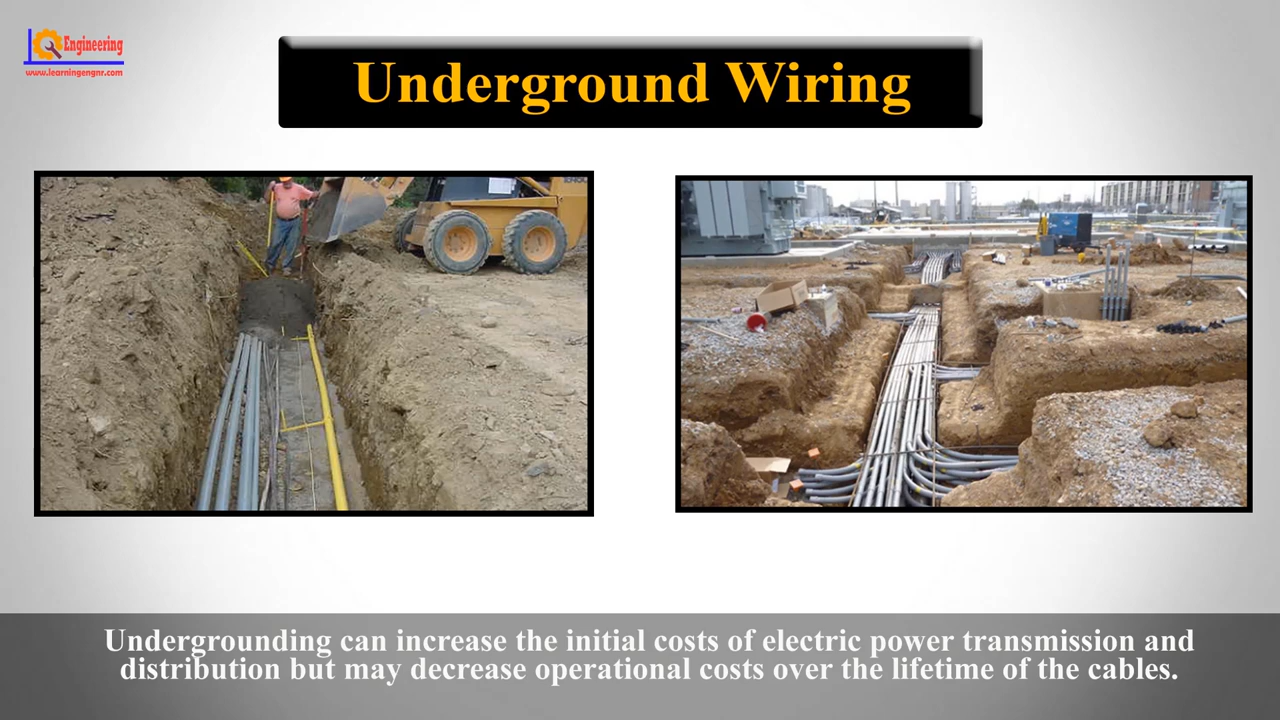 Engineering
www.learningengnr.com
Underground Wiring
Undergrounding can increase the initial costs of electric power transmission and
distribution but may decrease operational costs over the lifetime of the cables.